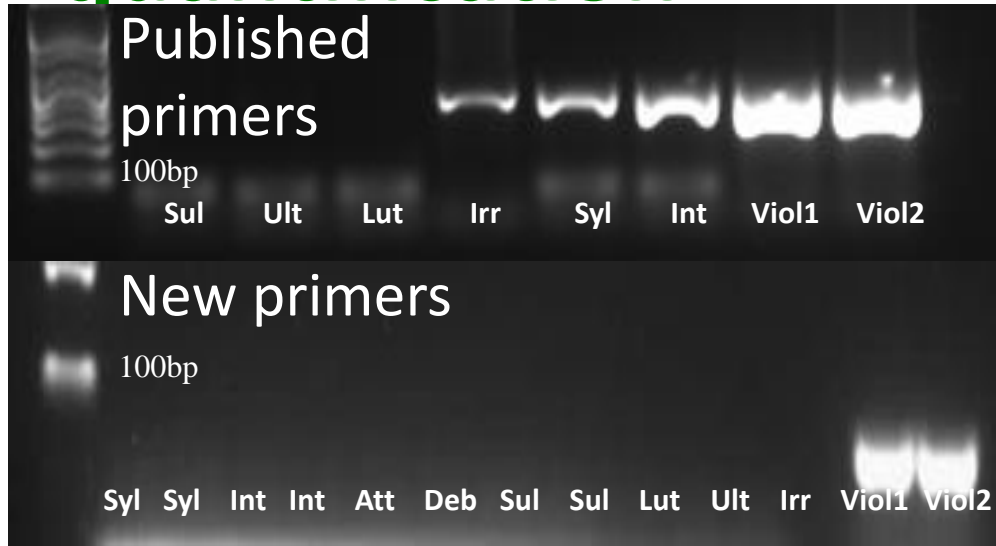 Published
primers
100bp
Sul Ult Lut Irr Syl Int Viol1 Viol2
New primers
100bp
Syl Syl Int Int Att Deb Sul Sul Lut Ult Irr Viol1 Viol2